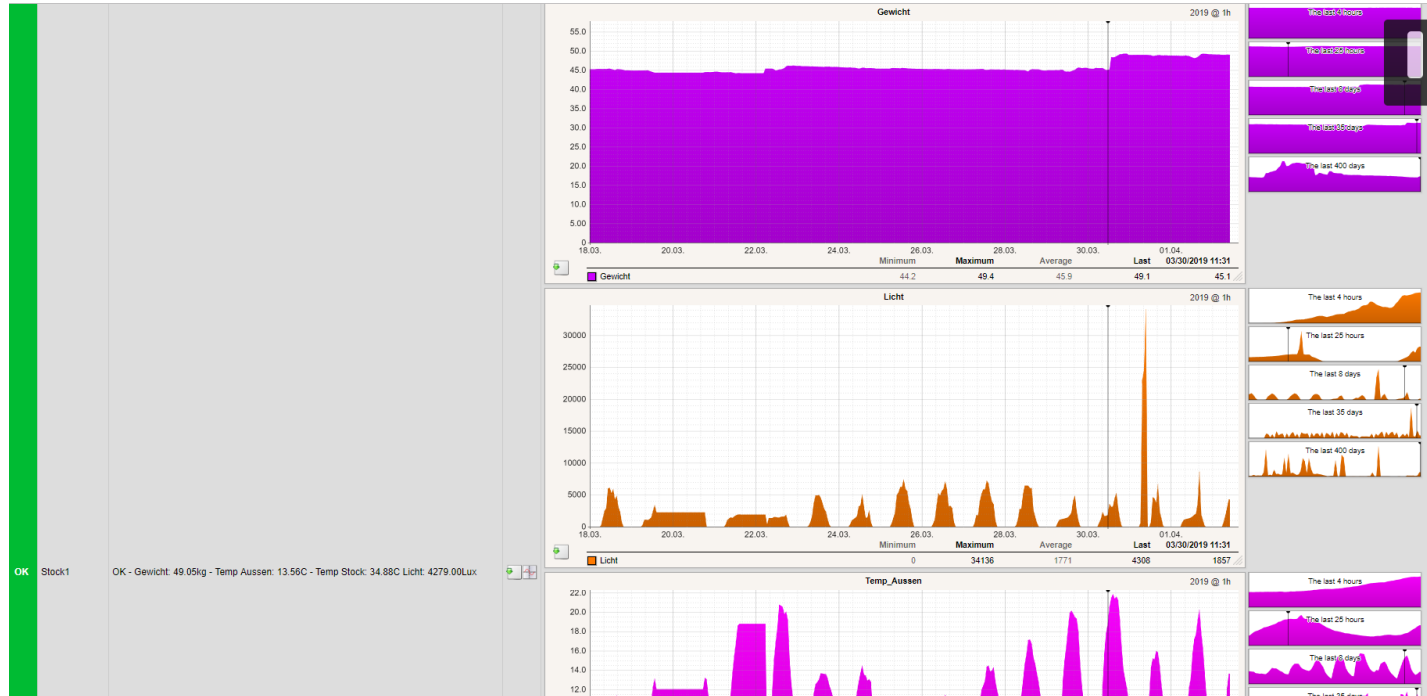 Gewicht
2019 @ 1h
55.0
50.0
45.0
40.0
35.0
30.0
25.0
20.0
15.0
10.0
5.00
0
18.03. 20.03. 22.03. 24.03. 26.03. 28.03. 30.03. 01.04.
Minimum Maximum Average Last 03/30/2019 11:31
Gewicht 44.2 49.4 45.9 49.1 45.1
The last 4 hours
The last 25 hours
The last 8 days
The last 35 days
The last 400 days
Licht
2019 @ 1h
30000
25000
20000
15000
10000
5000
0
18.03. 20.03. 22.03. 24.03. 26.03. 28.03. 30.03. 01.04.
Minimum Maximum Average Last 03/30/2019 11:31
Licht 0 34136 1771 4308 1857
The last 4 hours
The last 25 hours
The last 8 days
The last 35 days
The last 400 days
OK Stock1 OK - Gewicht: 49.05kg - Temp Aussen: 13.56C - Temp Stock: 34.88C Licht: 4279.00Lux
Temp_Aussen
2019 @ 1h
22.0
20.0
18.0
16.0
14.0
12.0
The last 4 hours
The last 25 hours
The last 8 days
The last 35 days